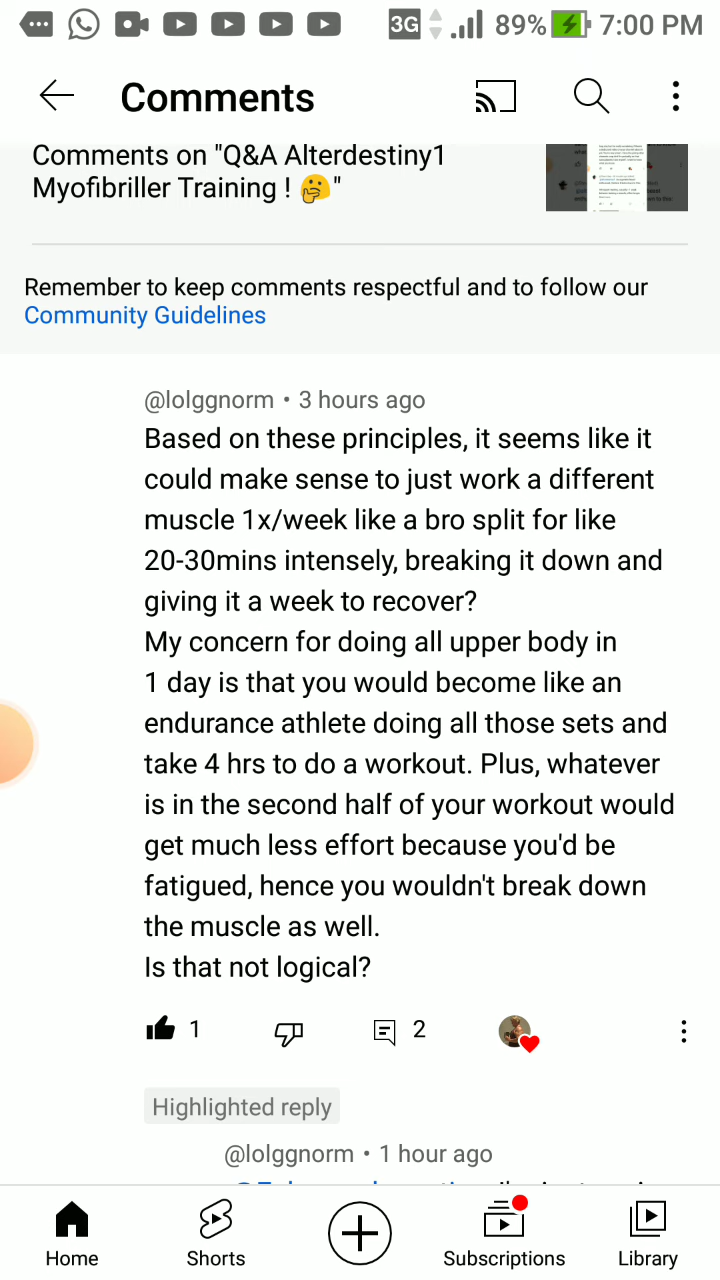 3G 89% 7:00 PM
Comments
Comments on "Q&A Alterdestiny1
Myofibriller Training ! 🤔"
Remember to keep comments respectful and to follow our
Community Guidelines
@lolggnorm • 3 hours ago
Based on these principles, it seems like it
could make sense to just work a different
muscle 1x/week like a bro split for like
20-30mins intensely, breaking it down and
giving it a week to recover?
My concern for doing all upper body in
1 day is that you would become like an
endurance athlete doing all those sets and
take 4 hrs to do a workout. Plus, whatever
is in the second half of your workout would
get much less effort because you'd be
fatigued, hence you wouldn't break down
the muscle as well.
Is that not logical?
1 2
Highlighted reply
@lolggnorm • 1 hour ago
Home Shorts Subscriptions Library